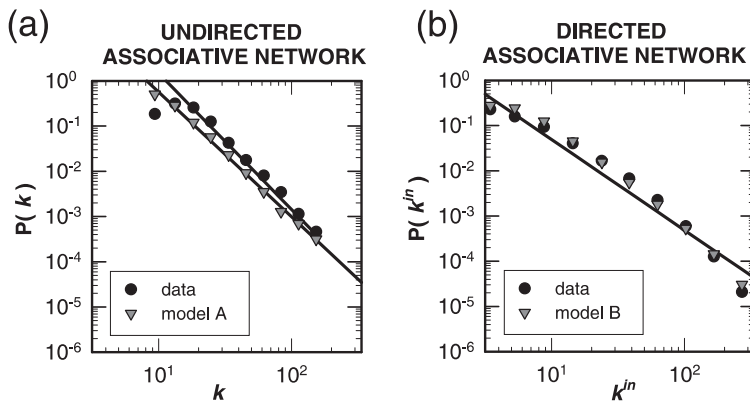 (a)
UNDIRECTED
ASSOCIATIVE NETWORK
10^0
10^-1
10^-2
10^-3
10^-4
10^-5
10^-6
P(k)
data
model A
10^1 10^2
k
(b)
DIRECTED
ASSOCIATIVE NETWORK
10^0
10^-1
10^-2
10^-3
10^-4
10^-5
10^-6
P(k^in)
data
model B
10^1 10^2
k^in